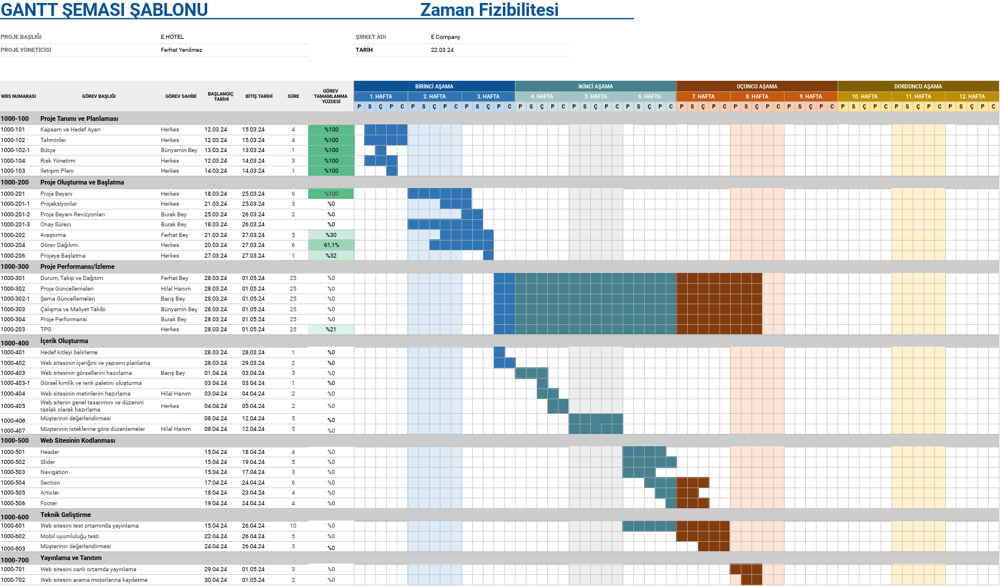 GANTT ŞEMASI ŞABLONU Zaman Fizibilitesi
PROJE BAŞLIĞI E HOTEL ŞİRKET ADI E Company
PROJE YÖNETİCİSİ Ferhat Yenilmez TARİH 22.03.24
BİRİNCİ AŞAMA İKİNCİ AŞAMA ÜÇÜNCÜ AŞAMA DÖRDÜNCÜ AŞAMA
WBS NUMARASI GÖREV BAŞLIĞI GÖREV SAHİBİ BAŞLANGIÇ TARİHİ BİTİŞ TARİHİ SÜRE GÖREV TAMAMLANMA YÜZDESİ 1. HAFTA 2. HAFTA 3. HAFTA 4. HAFTA 5. HAFTA 6. HAFTA 7. HAFTA 8. HAFTA 9. HAFTA 10. HAFTA 11. HAFTA 12. HAFTA
P S Ç P C P S Ç P C P S Ç P C P S Ç P C P S Ç P C P S Ç P C P S Ç P C P S Ç P C P S Ç P C P S Ç P C P S Ç P C P S Ç P C
1000-100 Proje Tanımı ve Planlaması
1000-101 Kapsam ve Hedef Ayarı Herkes 12.03.24 15.03.24 4 %100
1000-102 Tahminler Herkes 12.03.24 15.03.24 4 %100
1000-102-1 Bütçe Bünyamin Bey 13.03.24 13.03.24 1 %100
1000-104 Risk Yönetimi Herkes 12.03.24 14.03.24 3 %100
1000-103 İletişim Planı Herkes 14.03.24 14.03.24 1 %100
1000-200 Proje Oluşturma ve Başlatma
1000-201 Proje Beyanı Herkes 18.03.24 25.03.24 6 %100
1000-201-1 Projeksiyonlar Herkes 21.03.24 25.03.24 3 %0
1000-201-2 Proje Beyanı Revizyonları Burak Bey 25.03.24 26.03.24 2 %0
1000-201-3 Onay Süreci Burak Bey 18.03.24 26.03.24 %0
1000-202 Araştırma Ferhat Bey 21.03.24 27.03.24 5 %30
1000-204 Görev Dağılımı Herkes 20.03.24 27.03.24 6 61,1%
1000-206 Projeye Başlatma Herkes 27.03.24 27.03.24 1 %32
1000-300 Proje Performansı/İzleme
1000-301 Durum, Takip ve Dağıtım Ferhat Bey 28.03.24 01.05.24 25 %0
1000-302 Proje Güncellemeleri Hilal Hanım 28.03.24 01.05.24 25 %0
1000-302-1 Şema Güncellemeleri Barış Bey 28.03.24 01.05.24 25 %0
1000-303 Çalışma ve Maliyet Takibi Bünyamin Bey 28.03.24 01.05.24 25 %0
1000-304 Proje Performansı Burak Bey 28.03.24 01.05.24 25 %0
1000-203 TPG Herkes 28.03.24 01.05.24 25 %21
1000-400 İçerik Oluşturma
1000-401 Hedef kitleyi belirleme 28.03.24 28.03.24 1 %0
1000-402 Web sitesinin içeriğini ve yapısını planlama 28.03.24 29.03.24 2 %0
1000-403 Web sitesinin görsellerini hazırlama Barış Bey 01.04.24 03.04.24 3 %0
1000-403-1 Görsel kimlik ve renk paletini oluşturma 03.04.24 03.04.24 1 %0
1000-404 Web sitesinin metinlerini hazırlama Hilal Hanım 03.04.24 04.04.24 2 %0
1000-405 Web sitenin genel tasarımını ve düzenini taslak olarak hazırlama Herkes 04.04.24 05.04.24 2 %0
1000-406 Müşterinin değerlendirmesi 08.04.24 12.04.24 5 %0
1000-407 Müşterinin isteklerine göre düzenlemeler Hilal Hanım 08.04.24 12.04.24 5 %0
1000-500 Web Sitesinin Kodlanması
1000-501 Header 15.04.24 18.04.24 4 %0
1000-502 Slider 15.04.24 19.04.24 5 %0
1000-503 Navigation 15.04.24 17.04.24 3 %0
1000-504 Section 17.04.24 24.04.24 6 %0
1000-505 Articler 18.04.24 23.04.24 4 %0
1000-506 Footer 19.04.24 24.04.24 4 %0
1000-600 Teknik Geliştirme
1000-601 Web sitesini test ortamında yayınlama 15.04.24 26.04.24 10 %0
1000-602 Mobil uyumluluğu testi 22.04.24 26.04.24 5 %0
1000-603 Müşterinin değerlendirmesi 24.04.24 26.04.24 3 %0
1000-700 Yayınlama ve Tanıtım
1000-701 Web sitesini canlı ortamda yayınlama 29.04.24 01.05.24 3 %0
1000-702 Web sitesini arama motorlarına kaydetme 30.04.24 01.05.24 2 %0